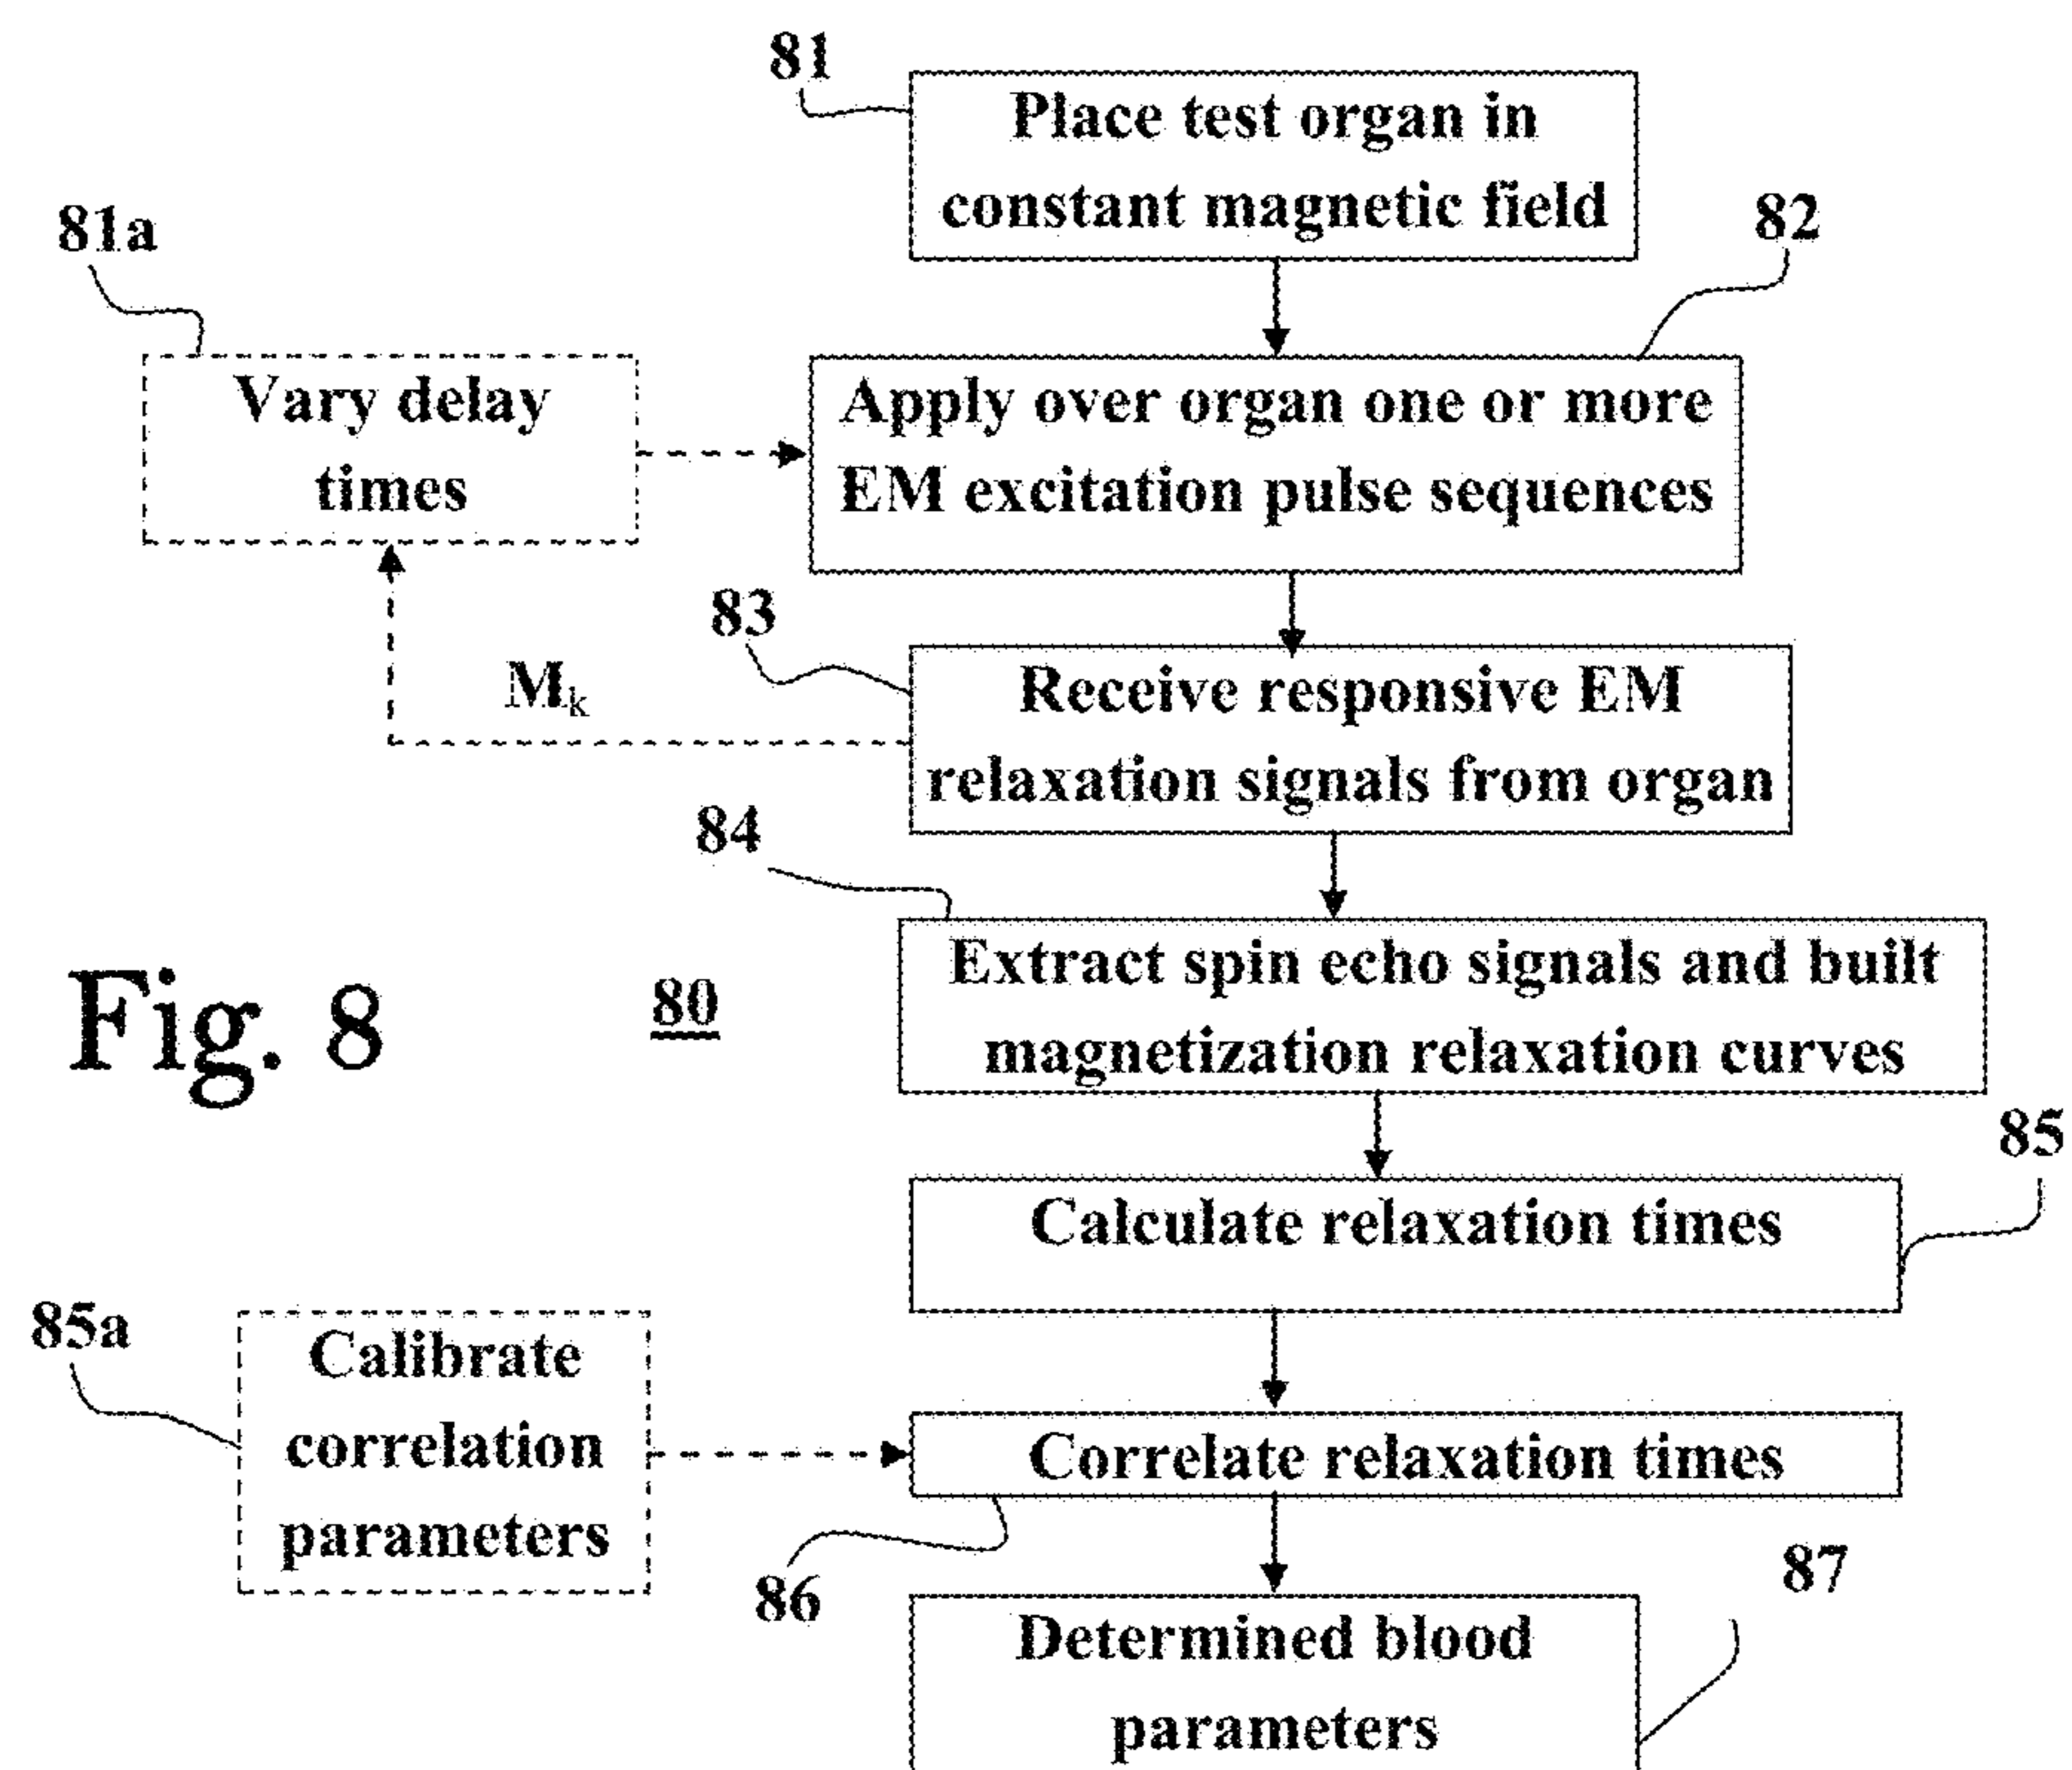 81
Place test organ in
constant magnetic field
81a
82
Vary delay
times
Apply over organ one or more
EM excitation pulse sequences
83
Mk
Receive responsive EM
relaxation signals from organ
84
Extract spin echo signals and built
magnetization relaxation curves
Fig. 8
80
85
Calculate relaxation times
85a
Calibrate
correlation
parameters
Correlate relaxation times
86
87
Determined blood
parameters